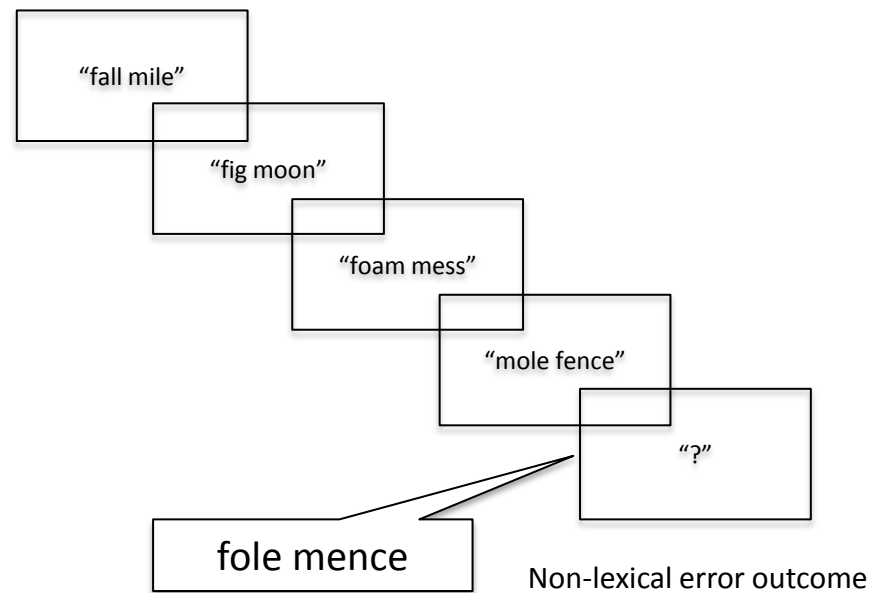 “fall mile”
“fig moon”
“foam mess”
“mole fence”
“?”
fole mence
Non-lexical error outcome